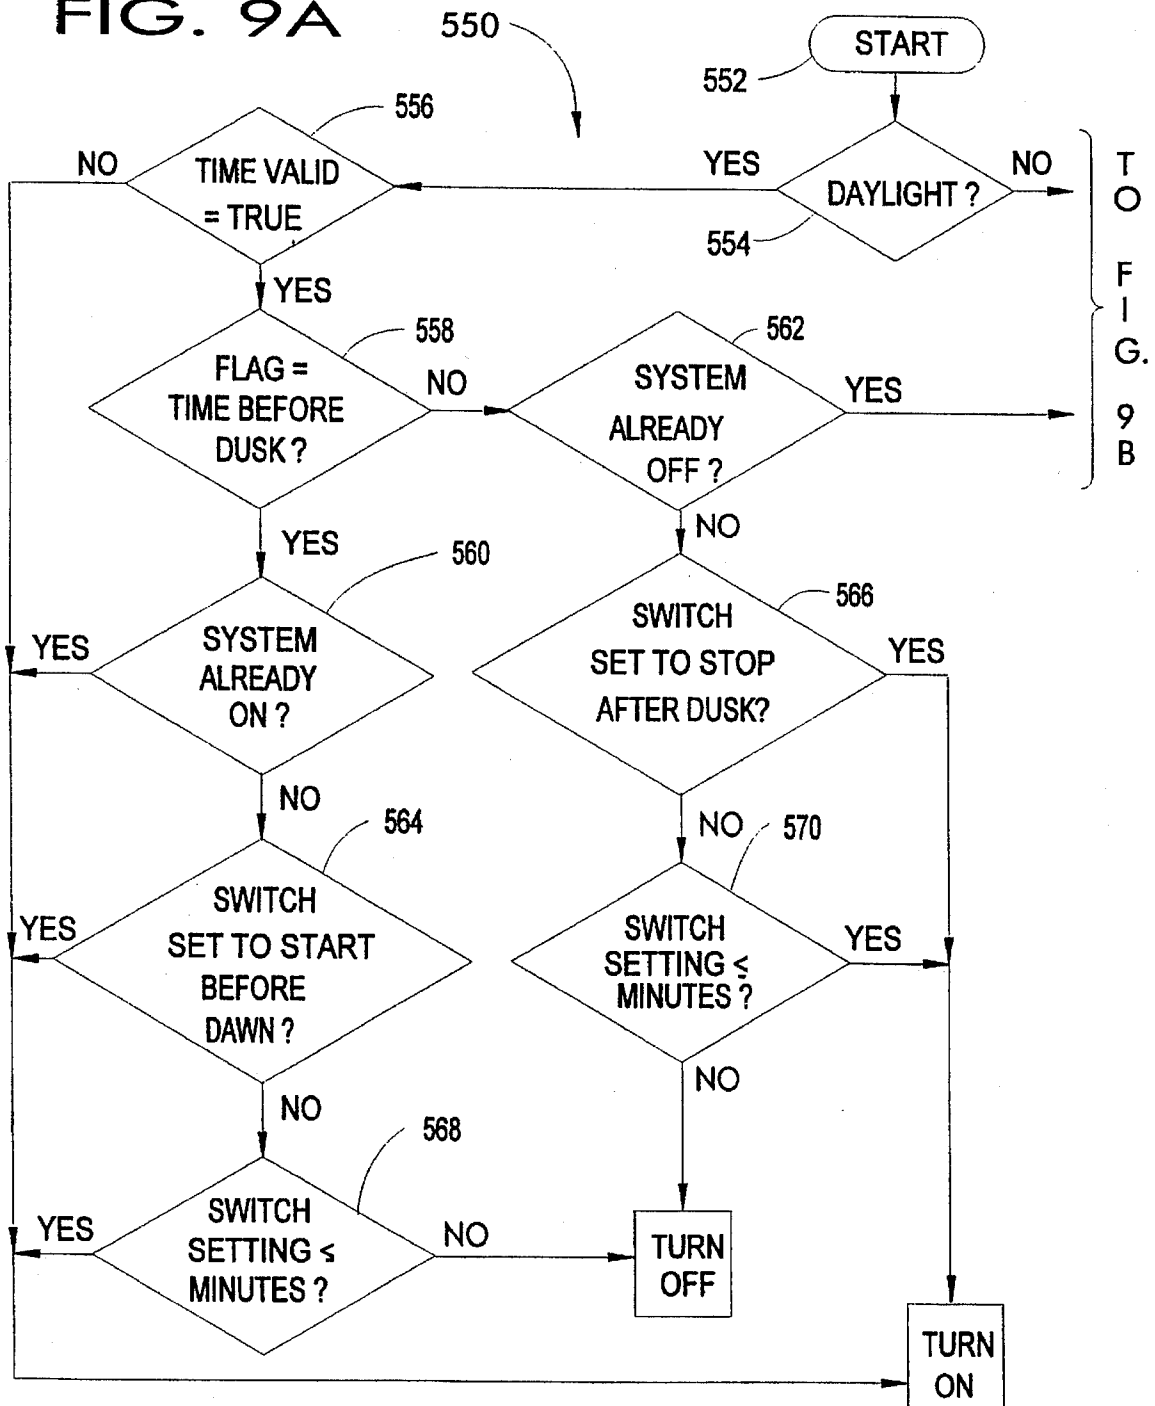 FIG. 9A
550
START
552
556
NO
TIME VALID
= TRUE
YES
DAYLIGHT ?
NO
554
TO FIG. 9B
YES
558
FLAG =
TIME BEFORE
DUSK ?
NO
562
SYSTEM
ALREADY
OFF ?
YES
YES
NO
560
SYSTEM
ALREADY
ON ?
YES
566
SWITCH
SET TO STOP
AFTER DUSK?
YES
NO
NO
564
570
SWITCH
SET TO START
BEFORE
DAWN ?
YES
SWITCH
SETTING ≤
MINUTES ?
YES
NO
NO
568
SWITCH
SETTING ≤
MINUTES ?
YES
NO
TURN
OFF
TURN
ON